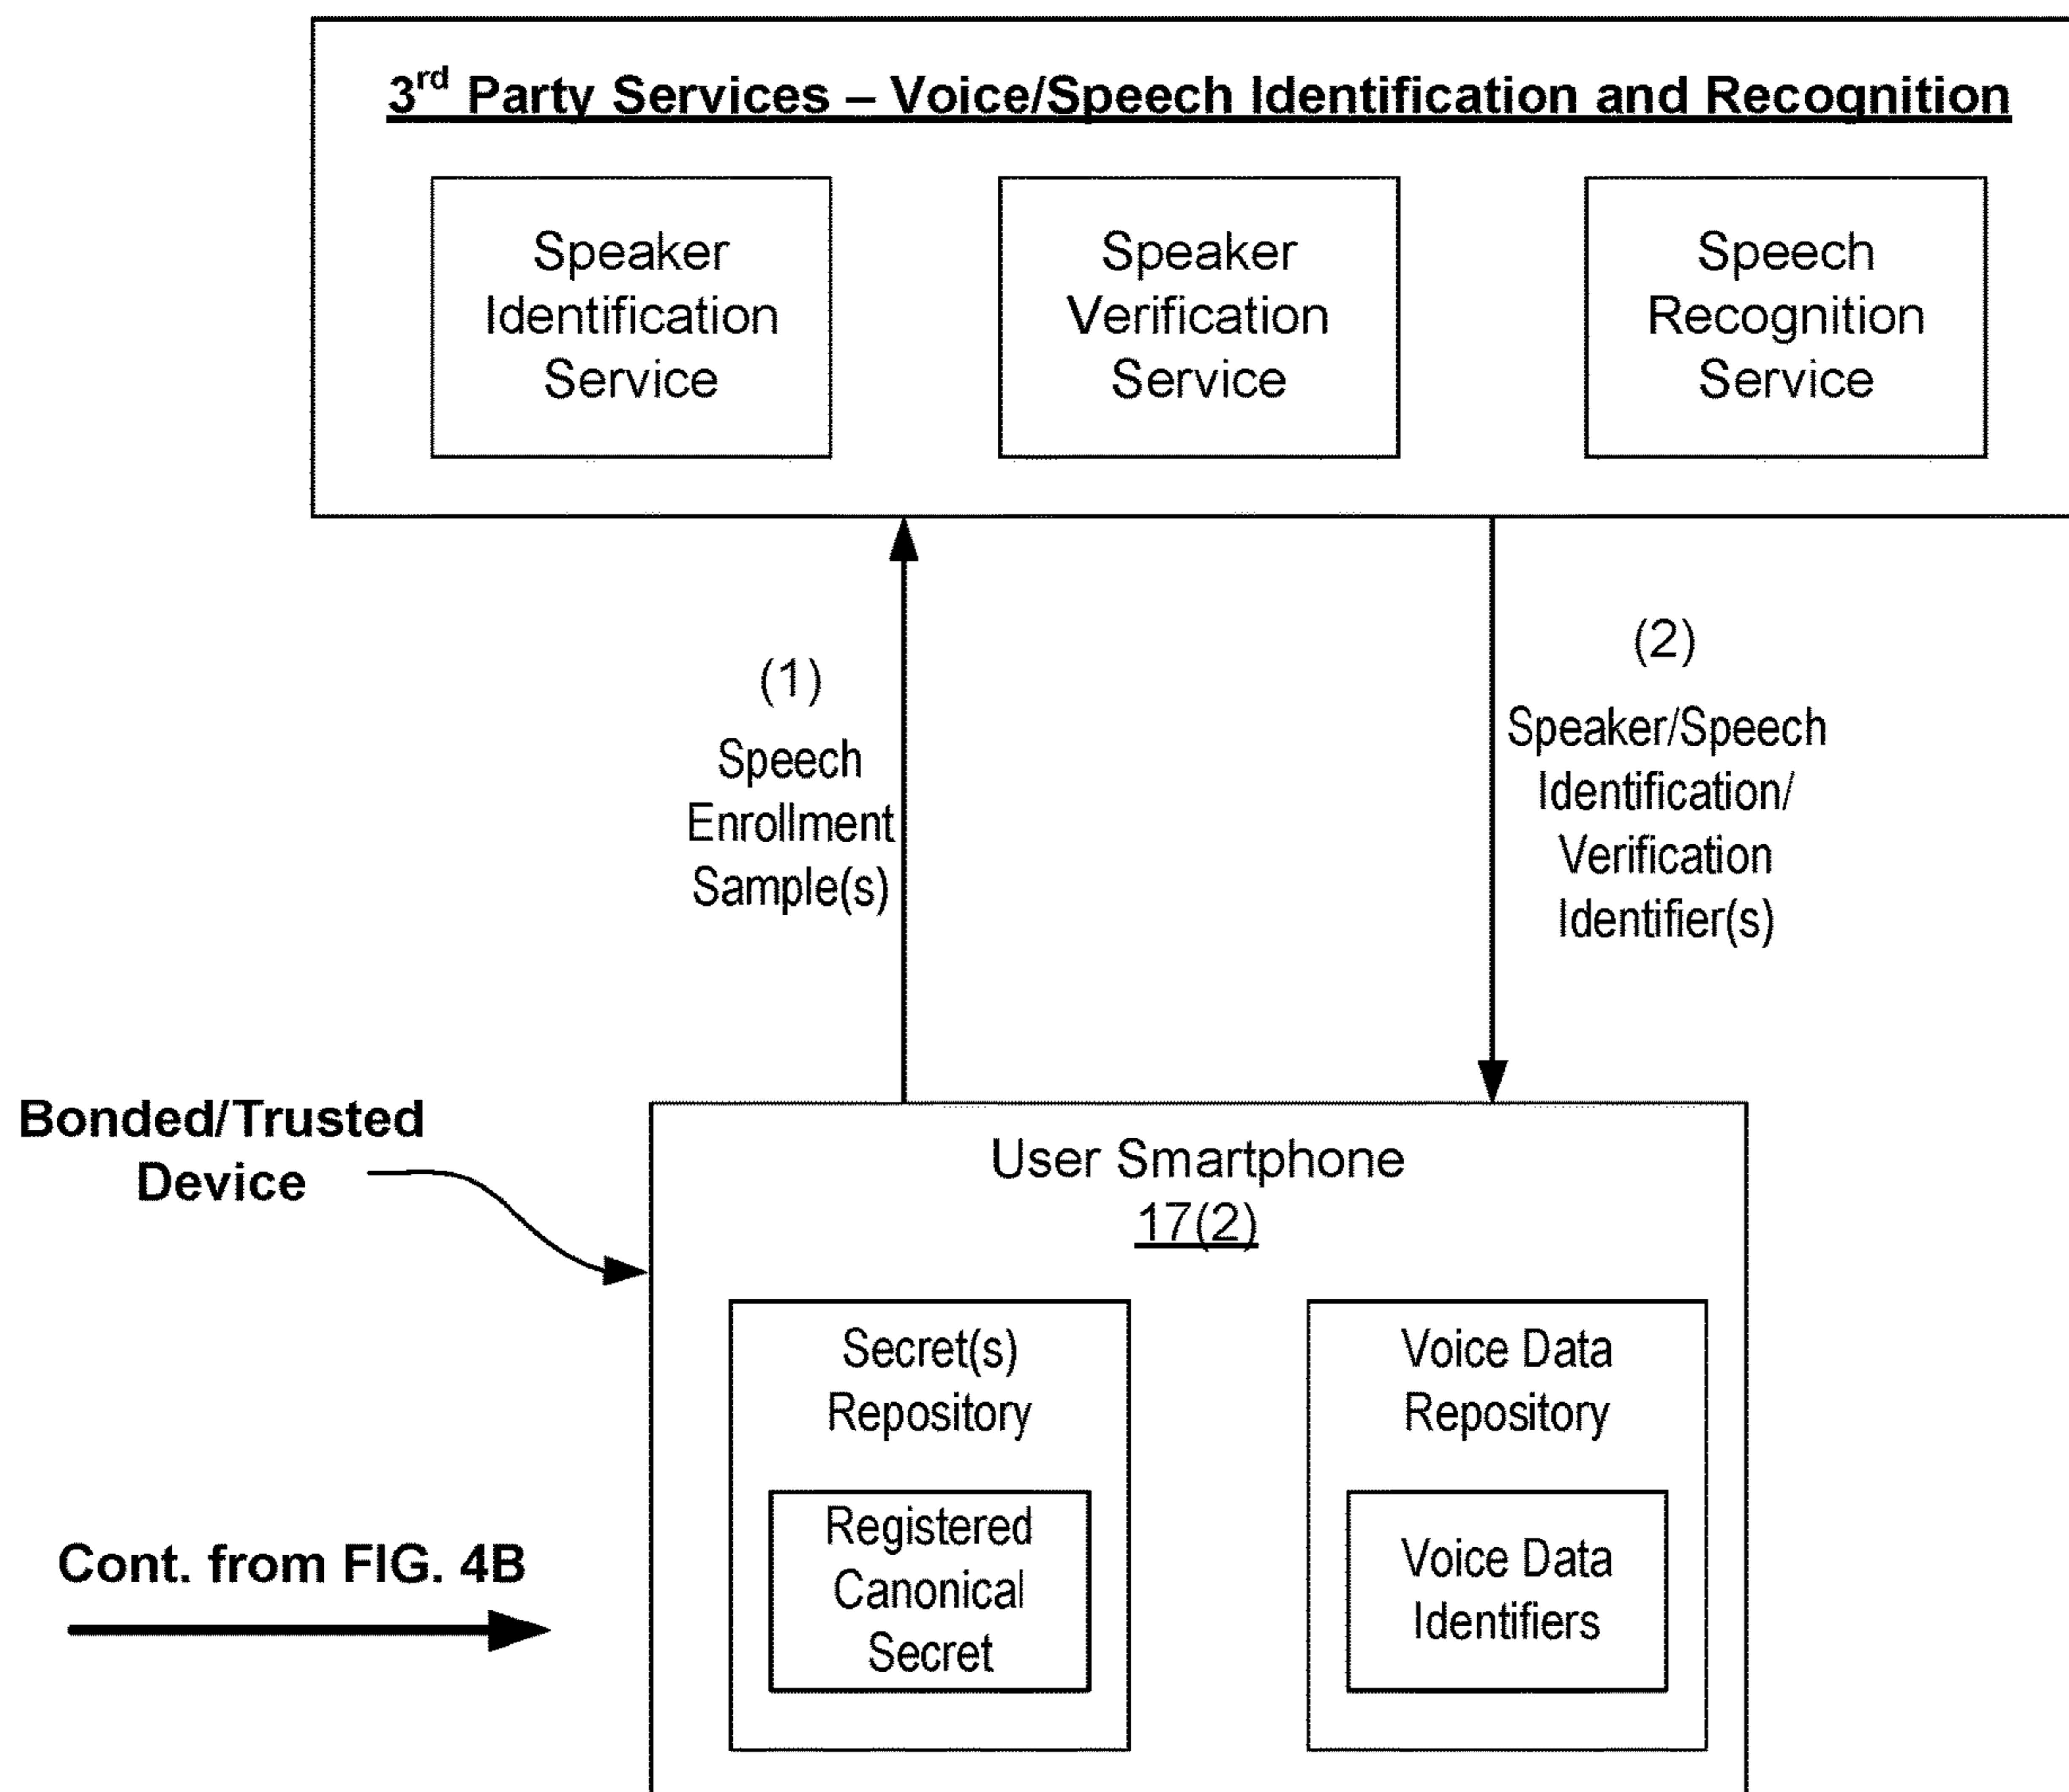 3rd Party Services – Voice/Speech Identification and Recognition
Speaker
Identification
Service
Speaker
Verification
Service
Speech
Recognition
Service
(1)
Speech
Enrollment
Sample(s)
(2)
Speaker/Speech
Identification/
Verification
Identifier(s)
Bonded/Trusted
Device
User Smartphone
17(2)
Secret(s)
Repository
Registered
Canonical
Secret
Voice Data
Repository
Voice Data
Identifiers
Cont. from FIG. 4B